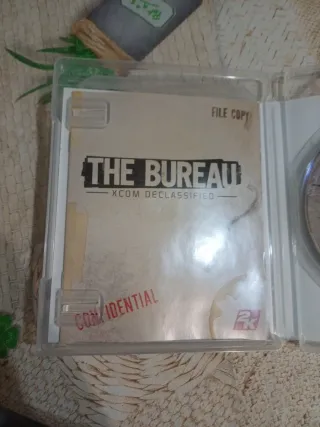 FILE COPY
THE BUREAU
XCOM DECLASSIFIED
CONFIDENTIAL
2K